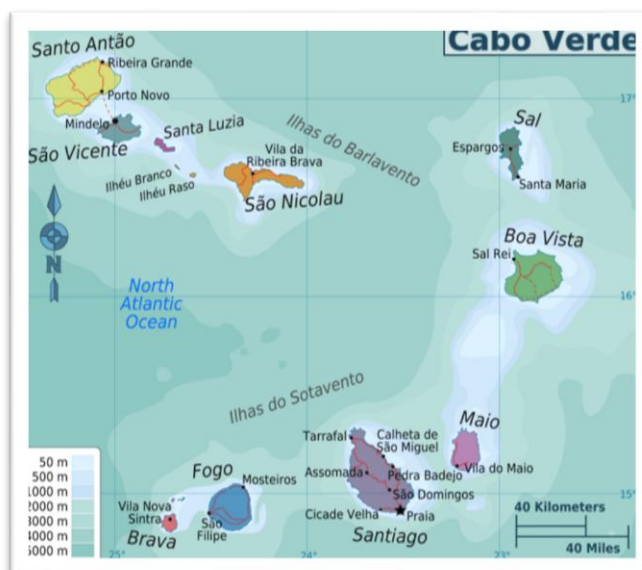 Cabo Verde
Santo Antão
Ribeira Grande
Porto Novo
17°
Mindelo
Santa Luzia
São Vicente
Ilhas do Barlavento
Sal
Espargos
Santa Maria
Vila da
Ribeira Brava
Ilhéu Branco
Ilhéu Raso
São Nicolau
N
Boa Vista
Sal Rei
North
Atlantic
Ocean
16°
Ilhas do Sotavento
Maio
Tarrafal
Calheta de
São Miguel
Assomada
Pedra Badejo
Vila do Maio
São Domingos
Cicade Velha
Praia
Santiago
Fogo
Mosteiros
Vila Nova
Sintra
São
Filipe
Brava
15°
50 m
500 m
1000 m
2000 m
3000 m
4000 m
5000 m
40 Kilometers
40 Miles
25°
24°
23°